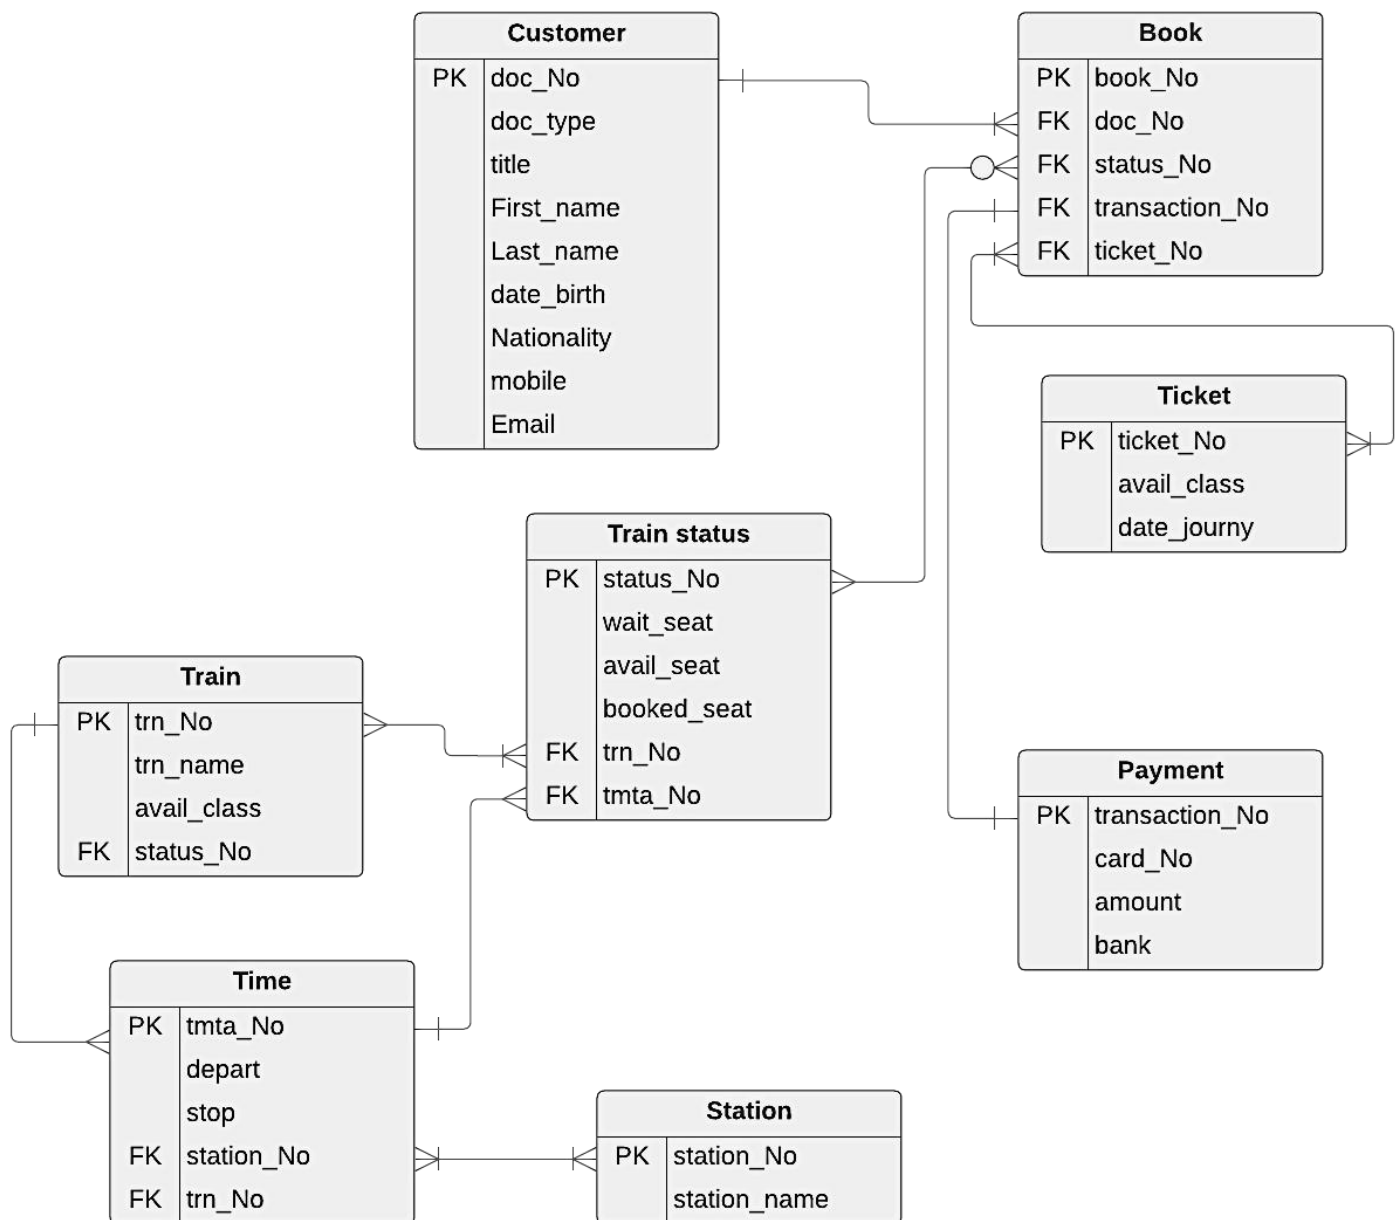 Customer
PK doc_No
doc_type
title
First_name
Last_name
date_birth
Nationality
mobile
Email
Book
PK book_No
FK doc_No
FK status_No
FK transaction_No
FK ticket_No
Ticket
PK ticket_No
avail_class
date_journy
Train status
PK status_No
wait_seat
avail_seat
booked_seat
FK trn_No
FK tmta_No
Train
PK trn_No
trn_name
avail_class
FK status_No
Payment
PK transaction_No
card_No
amount
bank
Time
PK tmta_No
depart
stop
FK station_No
FK trn_No
Station
PK station_No
station_name